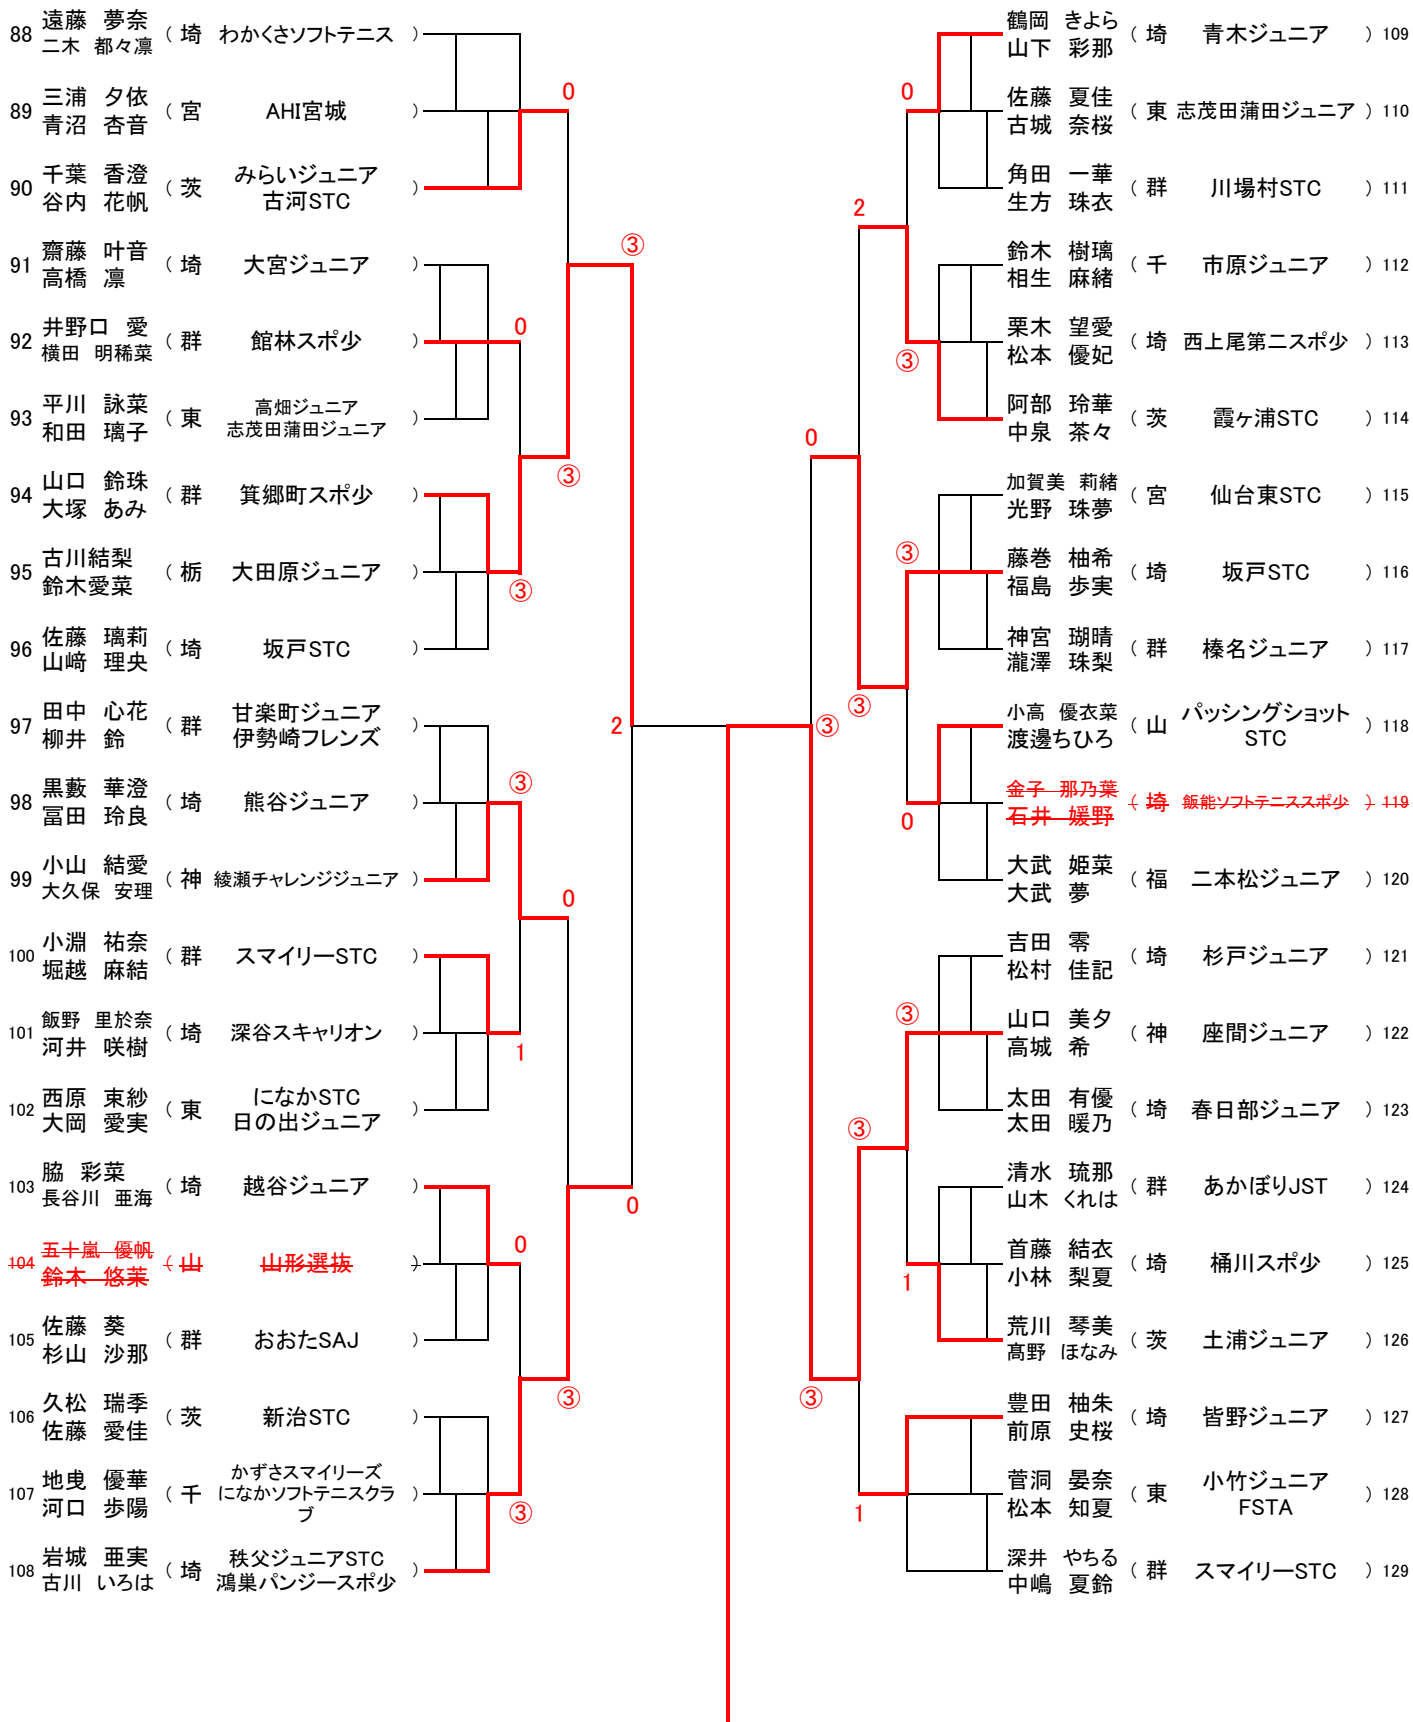 88 遠藤 夢奈 二木 都々凛 ( 埼 わかくさソフトテニス )
89 三浦 夕依 青沼 杏音 ( 宮 AHI宮城 )
90 千葉 香澄 谷内 花帆 ( 茨 みらいジュニア 古河STC )
91 齋藤 叶音 高橋 凛 ( 埼 大宮ジュニア )
92 井野口 愛 横田 明稀菜 ( 群 館林スポ少 )
93 平川 詠菜 和田 璃子 ( 東 高畑ジュニア 志茂田蒲田ジュニア )
94 山口 鈴珠 大塚 あみ ( 群 箕郷町スポ少 )
95 古川結梨 鈴木愛菜 ( 栃 大田原ジュニア )
96 佐藤 璃莉 山﨑 理央 ( 埼 坂戸STC )
97 田中 心花 柳井 鈴 ( 群 甘楽町ジュニア 伊勢崎フレンズ )
98 黒藪 華澄 冨田 玲良 ( 埼 熊谷ジュニア )
99 小山 結愛 大久保 安理 ( 神 綾瀬チャレンジジュニア )
100 小淵 祐奈 堀越 麻結 ( 群 スマイリーSTC )
101 飯野 里於奈 河井 咲樹 ( 埼 深谷スキャリオン )
102 西原 束紗 大岡 愛実 ( 東 になかSTC 日の出ジュニア )
103 脇 彩菜 長谷川 亜海 ( 埼 越谷ジュニア )
104 五十嵐 優帆 鈴木 悠茉 ( 山 山形選抜 )
105 佐藤 葵 杉山 沙那 ( 群 おおたSAJ )
106 久松 瑞季 佐藤 愛佳 ( 茨 新治STC )
107 地曵 優華 河口 歩陽 ( 千 かずさスマイリーズ になかソフトテニスクラブ )
108 岩城 亜実 古川 いろは ( 埼 秩父ジュニアSTC 鴻巣パンジースポ少 )
0
③
0
③
③
③
2
③
0
1
0
0
③
③
鶴岡 きよら 山下 彩那 ( 埼 青木ジュニア ) 109
佐藤 夏佳 古城 奈桜 ( 東 志茂田蒲田ジュニア ) 110
角田 一華 生方 珠衣 ( 群 川場村STC ) 111
鈴木 樹璃 相生 麻緒 ( 千 市原ジュニア ) 112
栗木 望愛 松本 優妃 ( 埼 西上尾第二スポ少 ) 113
阿部 玲華 中泉 茶々 ( 茨 霞ヶ浦STC ) 114
加賀美 莉緒 光野 珠夢 ( 宮 仙台東STC ) 115
藤巻 柚希 福島 歩実 ( 埼 坂戸STC ) 116
神宮 瑚晴 瀧澤 珠梨 ( 群 榛名ジュニア ) 117
小高 優衣菜 渡邊ちひろ ( 山 パッシングショット STC ) 118
金子 那乃葉 石井 媛野 ( 埼 飯能ソフトテニススポ少 ) 119
大武 姫菜 大武 夢 ( 福 二本松ジュニア ) 120
吉田 零 松村 佳記 ( 埼 杉戸ジュニア ) 121
山口 美夕 高城 希 ( 神 座間ジュニア ) 122
太田 有優 太田 暖乃 ( 埼 春日部ジュニア ) 123
清水 琉那 山木 くれは ( 群 あかぼりJST ) 124
首藤 結衣 小林 梨夏 ( 埼 桶川スポ少 ) 125
荒川 琴美 髙野 ほなみ ( 茨 土浦ジュニア ) 126
豊田 柚朱 前原 史桜 ( 埼 皆野ジュニア ) 127
菅洞 晏奈 松本 知夏 ( 東 小竹ジュニア FSTA ) 128
深井 やちる 中嶋 夏鈴 ( 群 スマイリーSTC ) 129
0
2
③
0
③
③
③
0
③
③
1
③
1